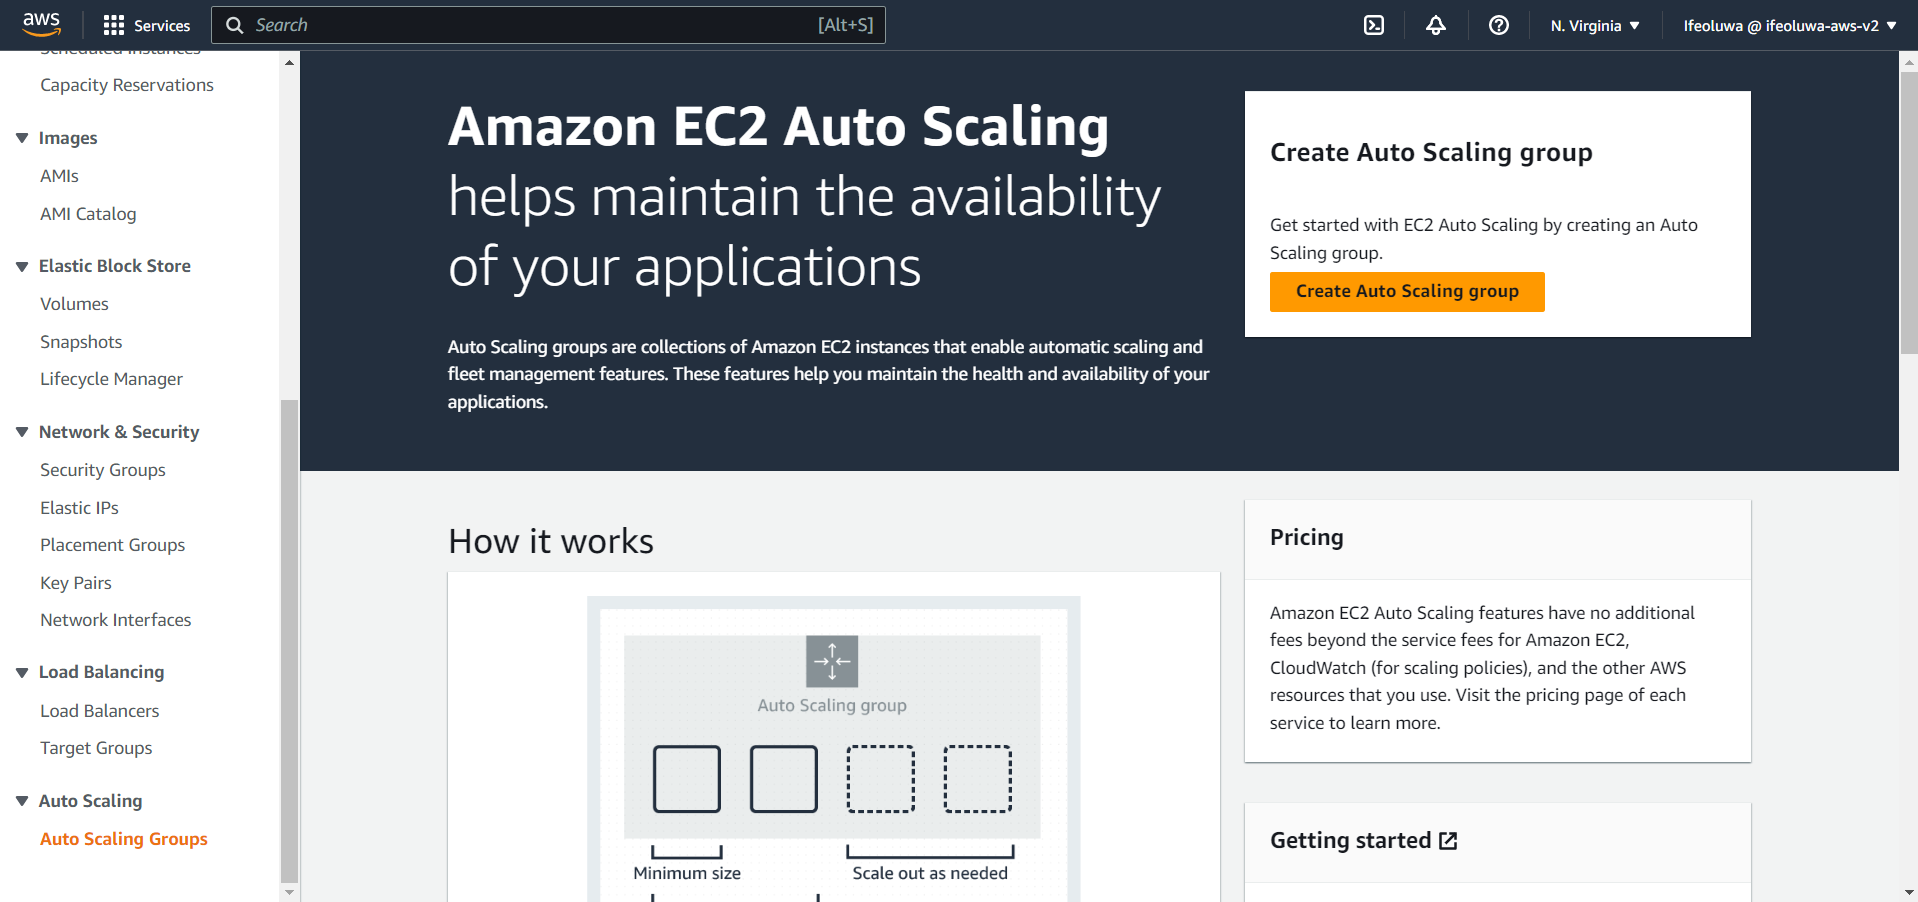 aws
Services
Search
[Alt+S]
N. Virginia
Ifeoluwa @ ifeoluwa-aws-v2
Scheduled Instances
Capacity Reservations
Images
AMIs
AMI Catalog
Elastic Block Store
Volumes
Snapshots
Lifecycle Manager
Network & Security
Security Groups
Elastic IPs
Placement Groups
Key Pairs
Network Interfaces
Load Balancing
Load Balancers
Target Groups
Auto Scaling
Auto Scaling Groups
Amazon EC2 Auto Scaling
helps maintain the availability
of your applications
Auto Scaling groups are collections of Amazon EC2 instances that enable automatic scaling and
fleet management features. These features help you maintain the health and availability of your
applications.
Create Auto Scaling group
Get started with EC2 Auto Scaling by creating an Auto
Scaling group.
Create Auto Scaling group
How it works
Auto Scaling group
Minimum size
Scale out as needed
Pricing
Amazon EC2 Auto Scaling features have no additional
fees beyond the service fees for Amazon EC2,
CloudWatch (for scaling policies), and the other AWS
resources that you use. Visit the pricing page of each
service to learn more.
Getting started